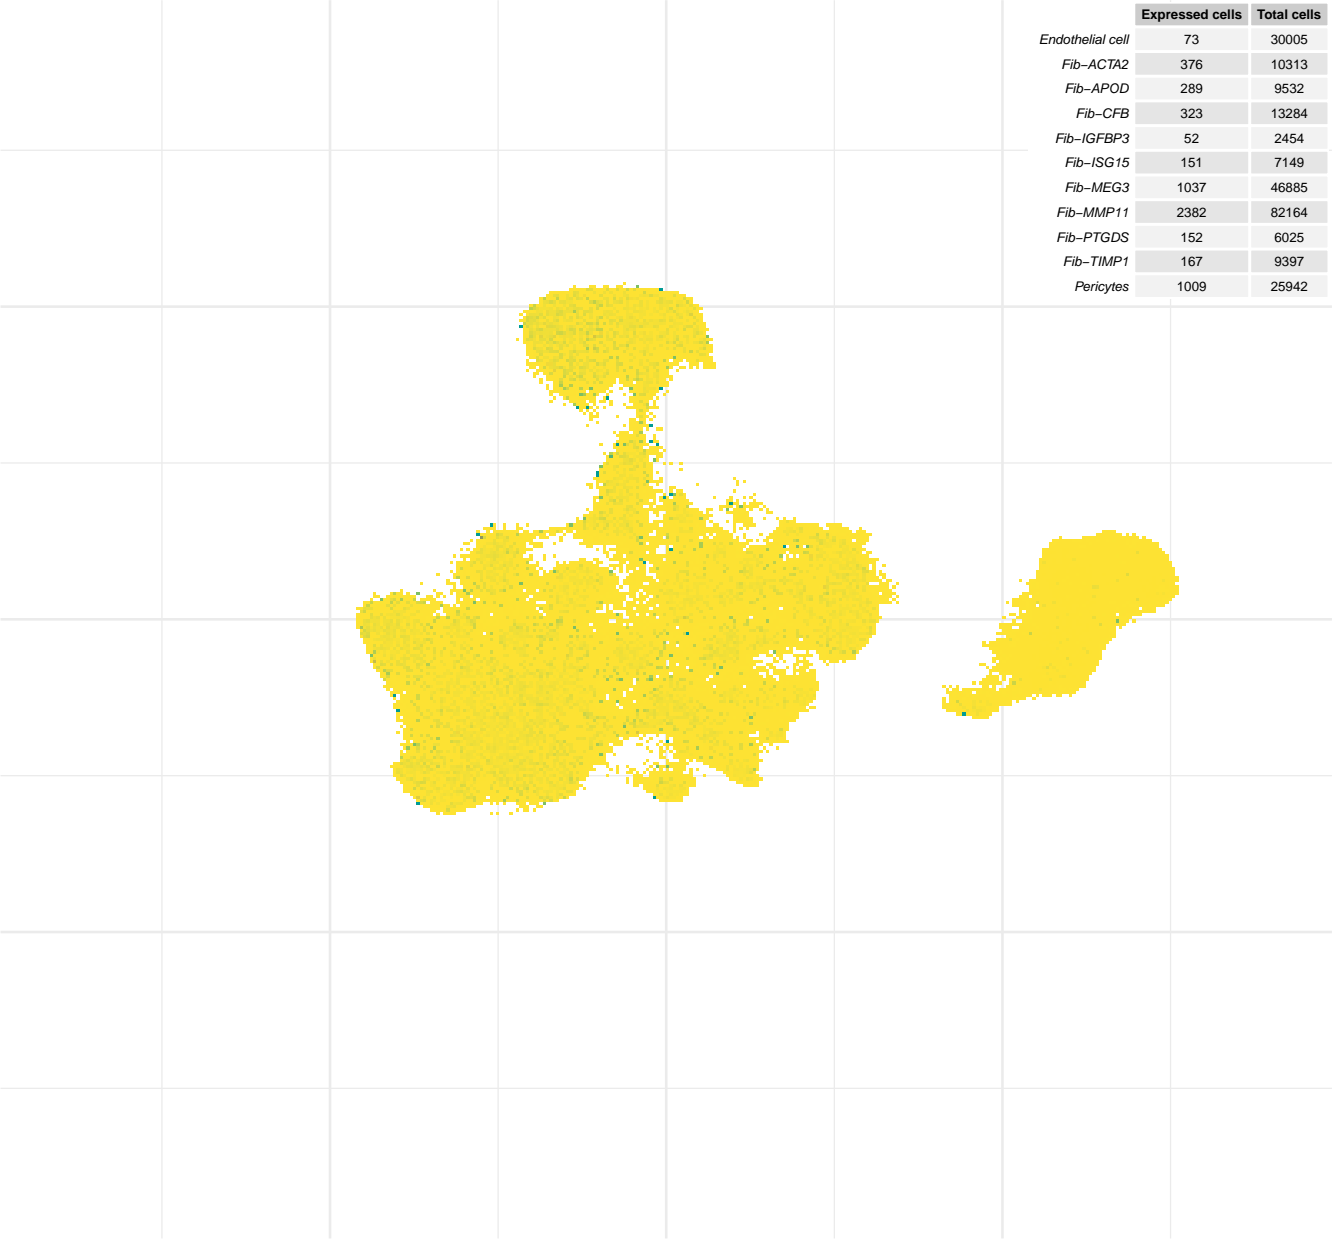 Expressed cells Total cells
Endothelial cell 73 30005
Fib−ACTA2 376 10313
Fib−APOD 289 9532
Fib−CFB 323 13284
Fib−IGFBP3 52 2454
Fib−ISG15 151 7149
Fib−MEG3 1037 46885
Fib−MMP11 2382 82164
Fib−PTGDS 152 6025
Fib−TIMP1 167 9397
Pericytes 1009 25942